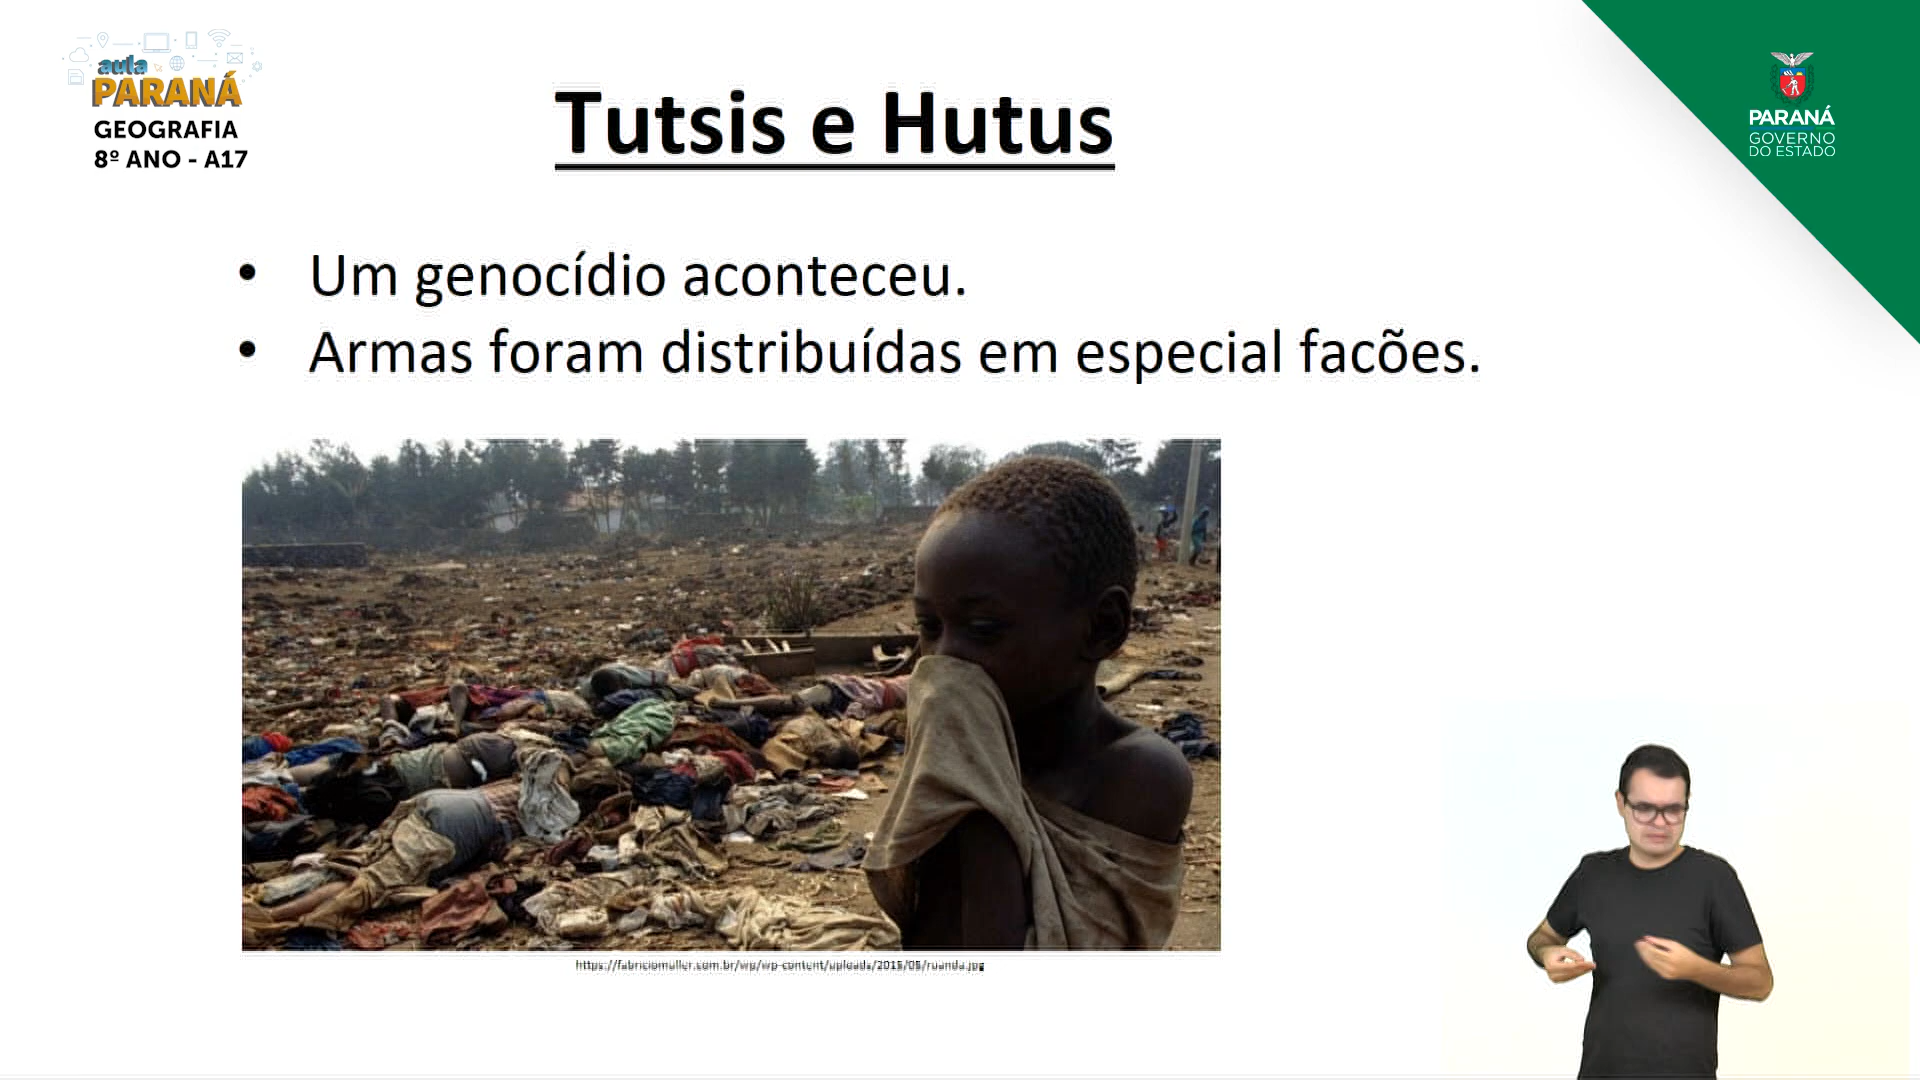 aula
PARANÁ
GEOGRAFIA
8º ANO - A17
Tutsis e Hutus
PARANÁ
GOVERNO
DO ESTADO
• Um genocídio aconteceu.
• Armas foram distribuídas em especial facões.
https://fabriciomuller.com.br/wp/wp-content/uploads/2015/05/ruanda.jpg